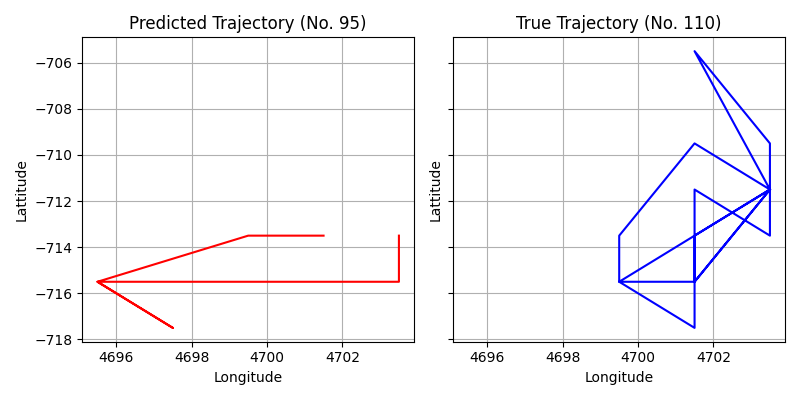 Predicted Trajectory (No. 95)
True Trajectory (No. 110)
Lattitude
−706
−708
−710
−712
−714
−716
−718
4696
4698
4700
4702
Longitude
Lattitude
4696
4698
4700
4702
Longitude